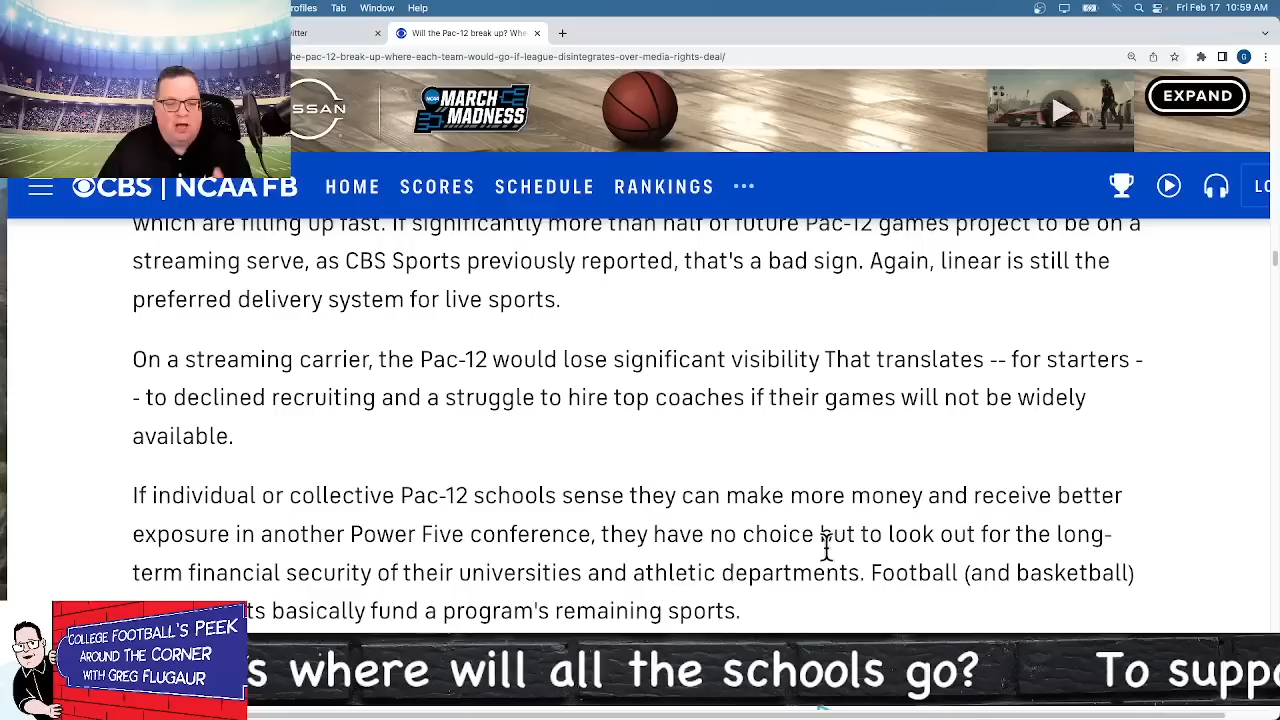 rofiles Tab Window Help Fri Feb 17 10:59 AM
itter Will the Pac-12 break up? Whe
he-pac-12-break-up-where-each-team-would-go-if-league-disintegrates-over-media-rights-deal/
SSAN NCAA MARCH MADNESS EXPAND
CBS NCAA FB HOME SCORES SCHEDULE RANKINGS LO
which are filling up fast. If significantly more than half of future Pac-12 games project to be on a
streaming serve, as CBS Sports previously reported, that's a bad sign. Again, linear is still the
preferred delivery system for live sports.
On a streaming carrier, the Pac-12 would lose significant visibility That translates -- for starters -
- to declined recruiting and a struggle to hire top coaches if their games will not be widely
available.
If individual or collective Pac-12 schools sense they can make more money and receive better
exposure in another Power Five conference, they have no choice but to look out for the long-
term financial security of their universities and athletic departments. Football (and basketball)
ts basically fund a program's remaining sports.
COLLEGE FOOTBALL'S PEEK
AROUND THE CORNER
WITH GREG FLUGAUR
s where will all the schools go? To suppo